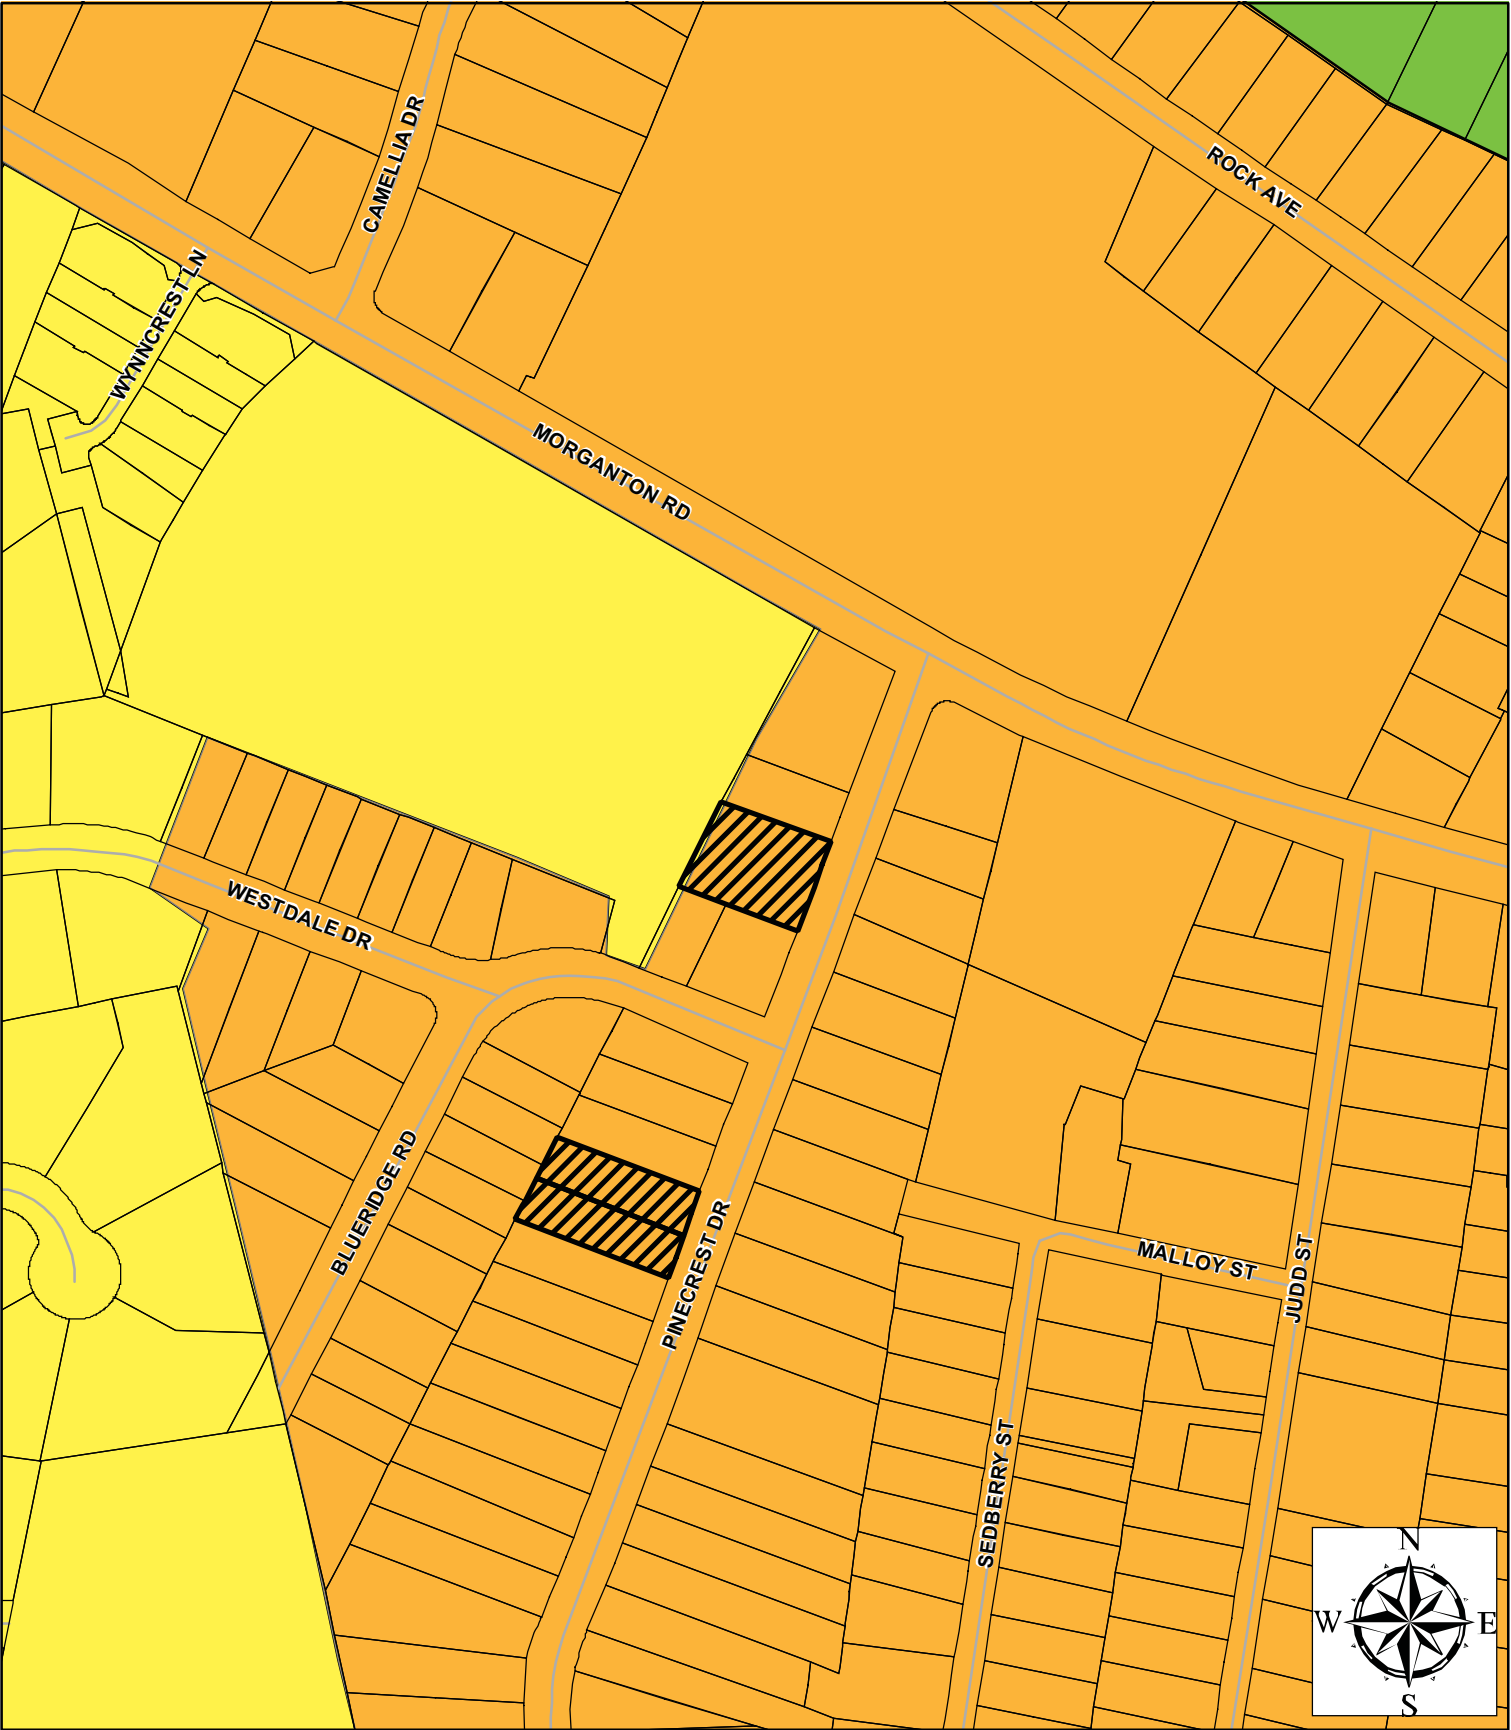 CAMELLIA DR
ROCK AVE
WYNNCREST LN
MORGANTON RD
WESTDALE DR
BLUERIDGE RD
PINECREST DR
MALLOY ST
JUDD ST
SEDBERRY ST
N
W E
S